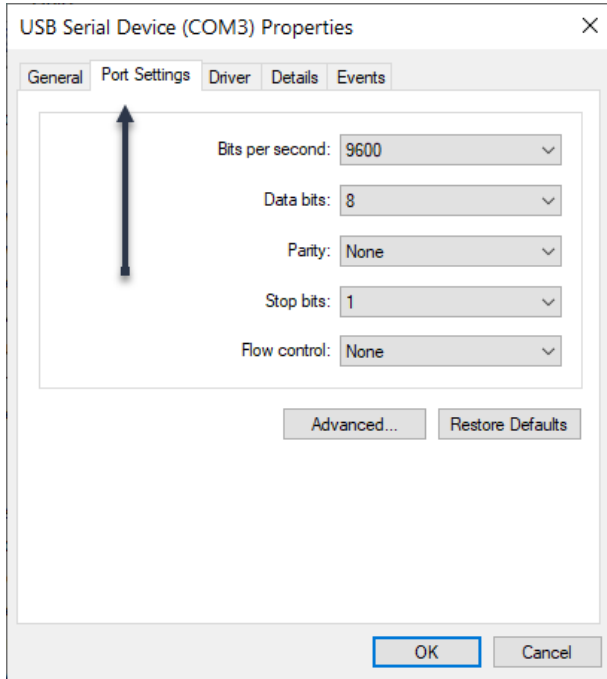 USB Serial Device (COM3) Properties
General Port Settings Driver Details Events
Bits per second: 9600
Data bits: 8
Parity: None
Stop bits: 1
Flow control: None
Advanced... Restore Defaults
OK Cancel